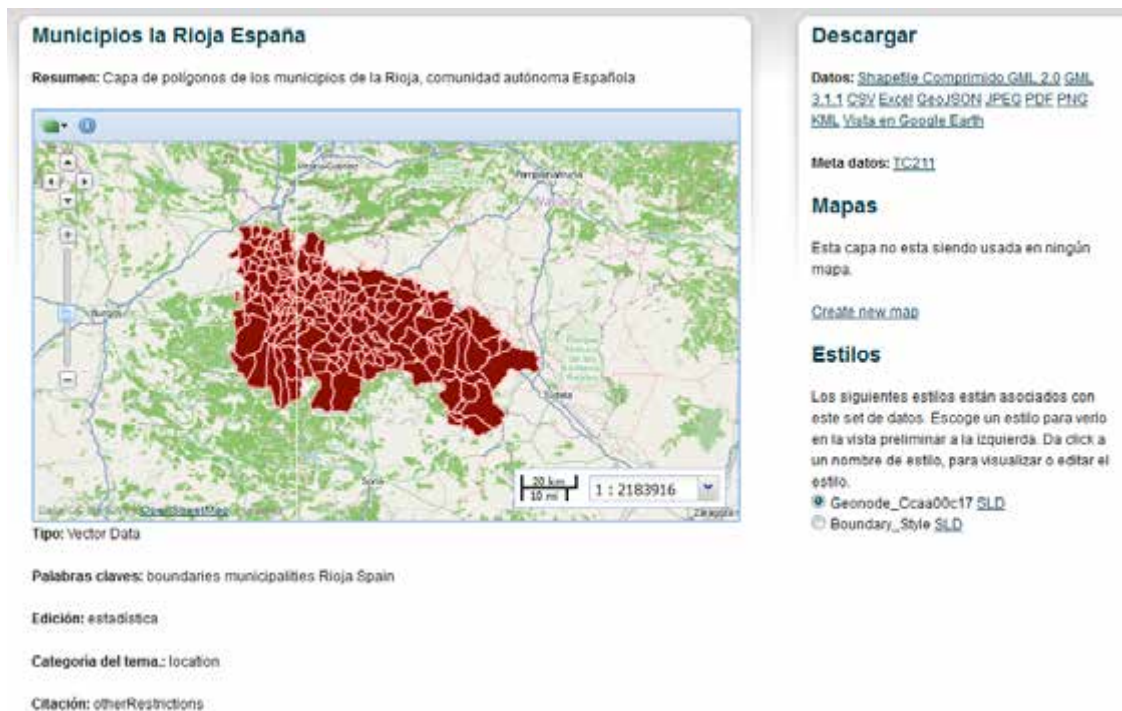 Municipios la Rioja España
Resumen: Capa de polígonos de los municipios de la Rioja, comunidad autónoma Española
Burgos
Tudela
Soria
Zaragoza
20 km
10 mi
1 : 2183916
OpenStreetMap
Tipo: Vector Data
Palabras claves: boundaries municipalities Rioja Spain
Edición: estadística
Categoria del tema.: location
Citación: otherRestrictions
Descargar
Datos: Shapefile Comprimido GML 2.0 GML
3.1.1 CSV Excel GeoJSON JPEG PDF PNG
KML Vista en Google Earth
Meta datos: TC211
Mapas
Esta capa no esta siendo usada en ningún
mapa.
Create new map
Estilos
Los siguientes estilos están asociados con
este set de datos. Escoge un estilo para verlo
en la vista preliminar a la izquierda. Da click a
un nombre de estilo, para visualizar o editar el
estilo.
Geonode_Ccaa00c17 SLD
Boundary_Style SLD